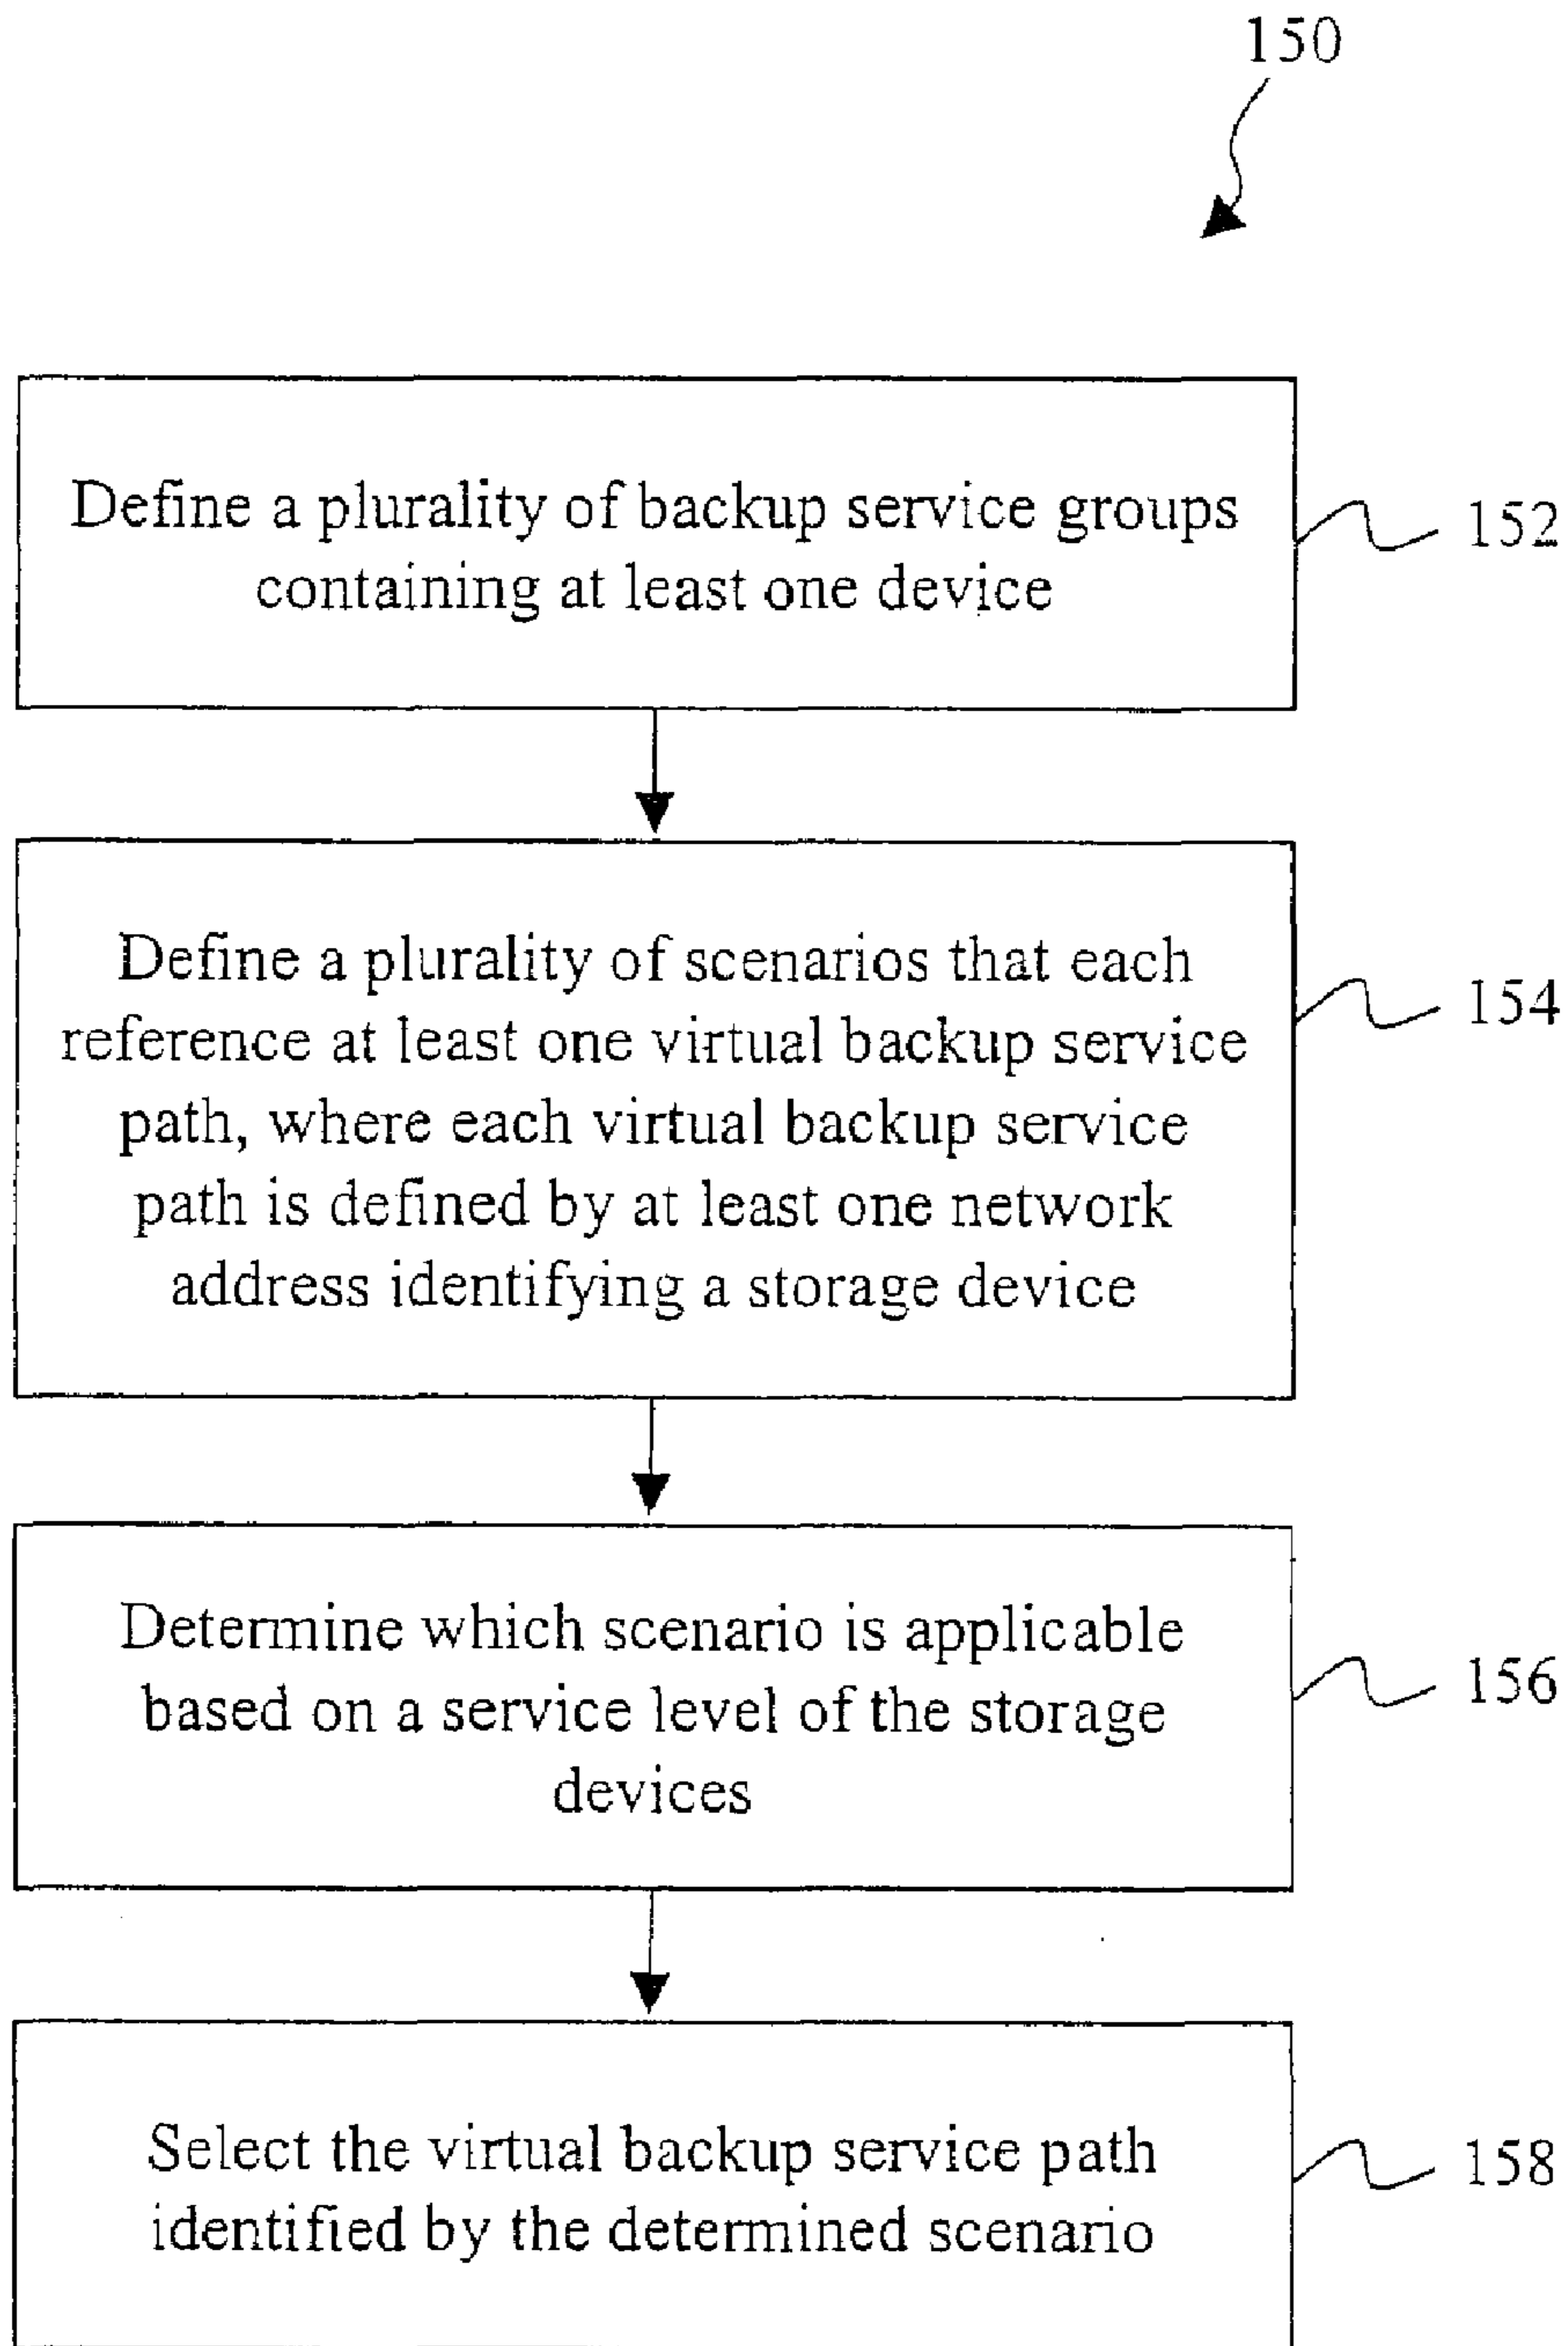 150
Define a plurality of backup service groups
containing at least one device
152
Define a plurality of scenarios that each
reference at least one virtual backup service
path, where each virtual backup service
path is defined by at least one network
address identifying a storage device
154
Determine which scenario is applicable
based on a service level of the storage
devices
156
Select the virtual backup service path
identified by the determined scenario
158